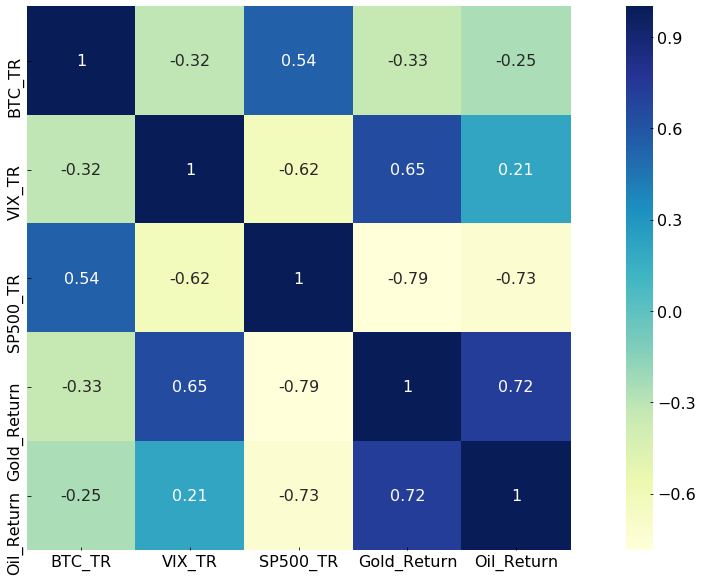 BTC_TR 1 -0.32 0.54 -0.33 -0.25
VIX_TR -0.32 1 -0.62 0.65 0.21
SP500_TR 0.54 -0.62 1 -0.79 -0.73
Gold_Return -0.33 0.65 -0.79 1 0.72
Oil_Return -0.25 0.21 -0.73 0.72 1
BTC_TR VIX_TR SP500_TR Gold_Return Oil_Return
0.9
0.6
0.3
0.0
−0.3
−0.6